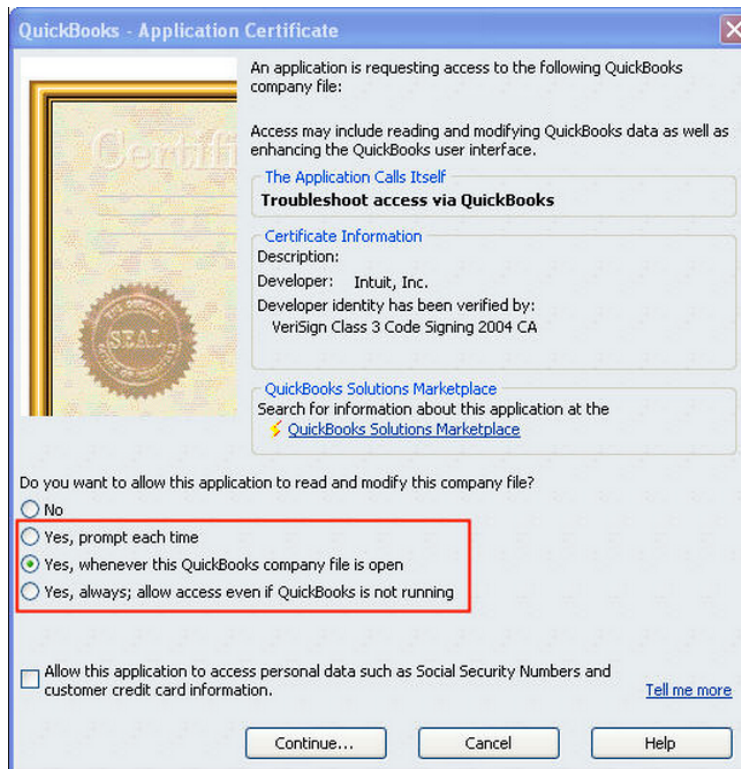 QuickBooks - Application Certificate
An application is requesting access to the following QuickBooks
company file:
Access may include reading and modifying QuickBooks data as well as
enhancing the QuickBooks user interface.
The Application Calls Itself
Troubleshoot access via QuickBooks
Certificate Information
Description:
Developer: Intuit, Inc.
Developer identity has been verified by:
VeriSign Class 3 Code Signing 2004 CA
QuickBooks Solutions Marketplace
Search for information about this application at the
QuickBooks Solutions Marketplace
Certifi
SEAL
Do you want to allow this application to read and modify this company file?
No
Yes, prompt each time
Yes, whenever this QuickBooks company file is open
Yes, always; allow access even if QuickBooks is not running
Allow this application to access personal data such as Social Security Numbers and
customer credit card information.
Tell me more
Continue...
Cancel
Help